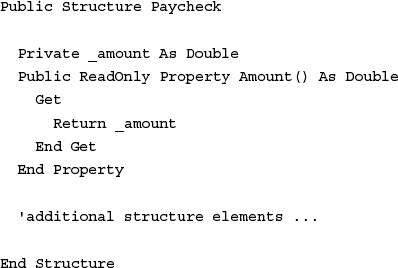 Public Structure Paycheck
Private _amount As Double
Public ReadOnly Property Amount() As Double
Get
Return _amount
End Get
End Property
'additional structure elements ...
End Structure